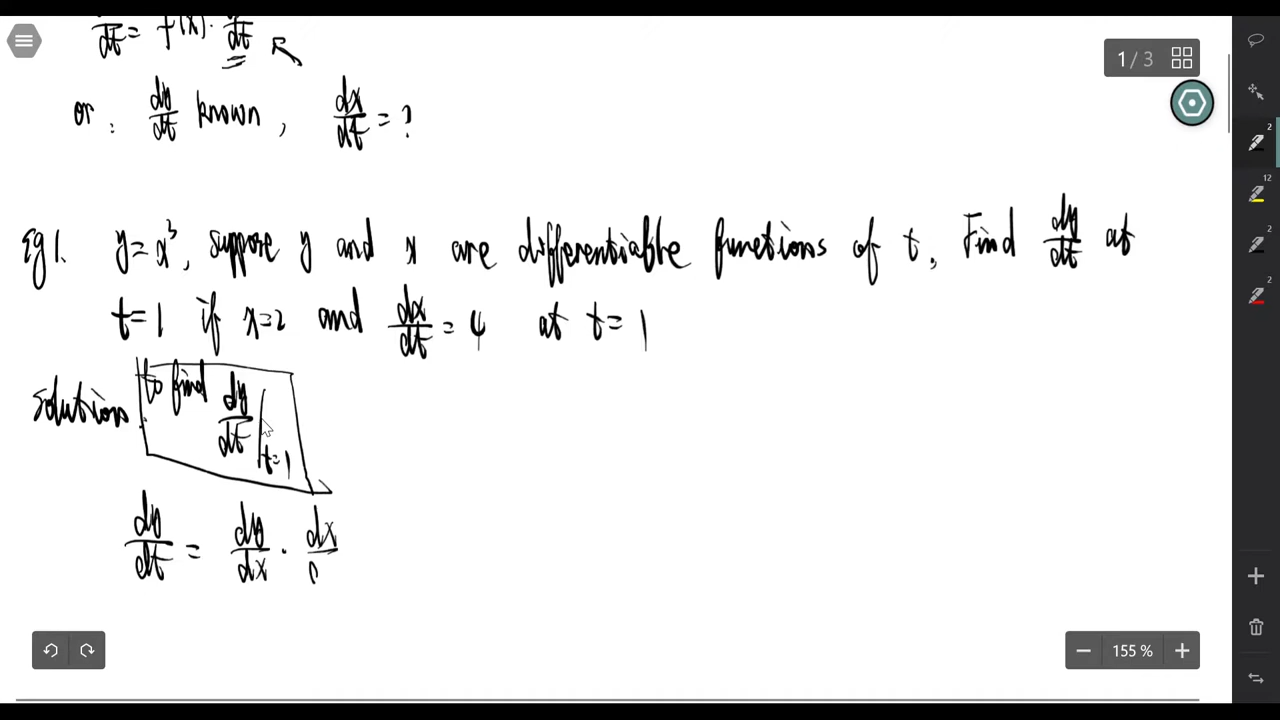 dy/dt = f'(x) · dx/dt
1 / 3
or . dy/dt known , dx/dt = ?
Eg1. y = x³, suppose y and x are differentiable functions of t. Find dy/dt at
t=1 if x=2 and dx/dt = 4 at t = 1
Solution. to find dy/dt | t=1
dy/dt = dy/dx · dx/
155 %